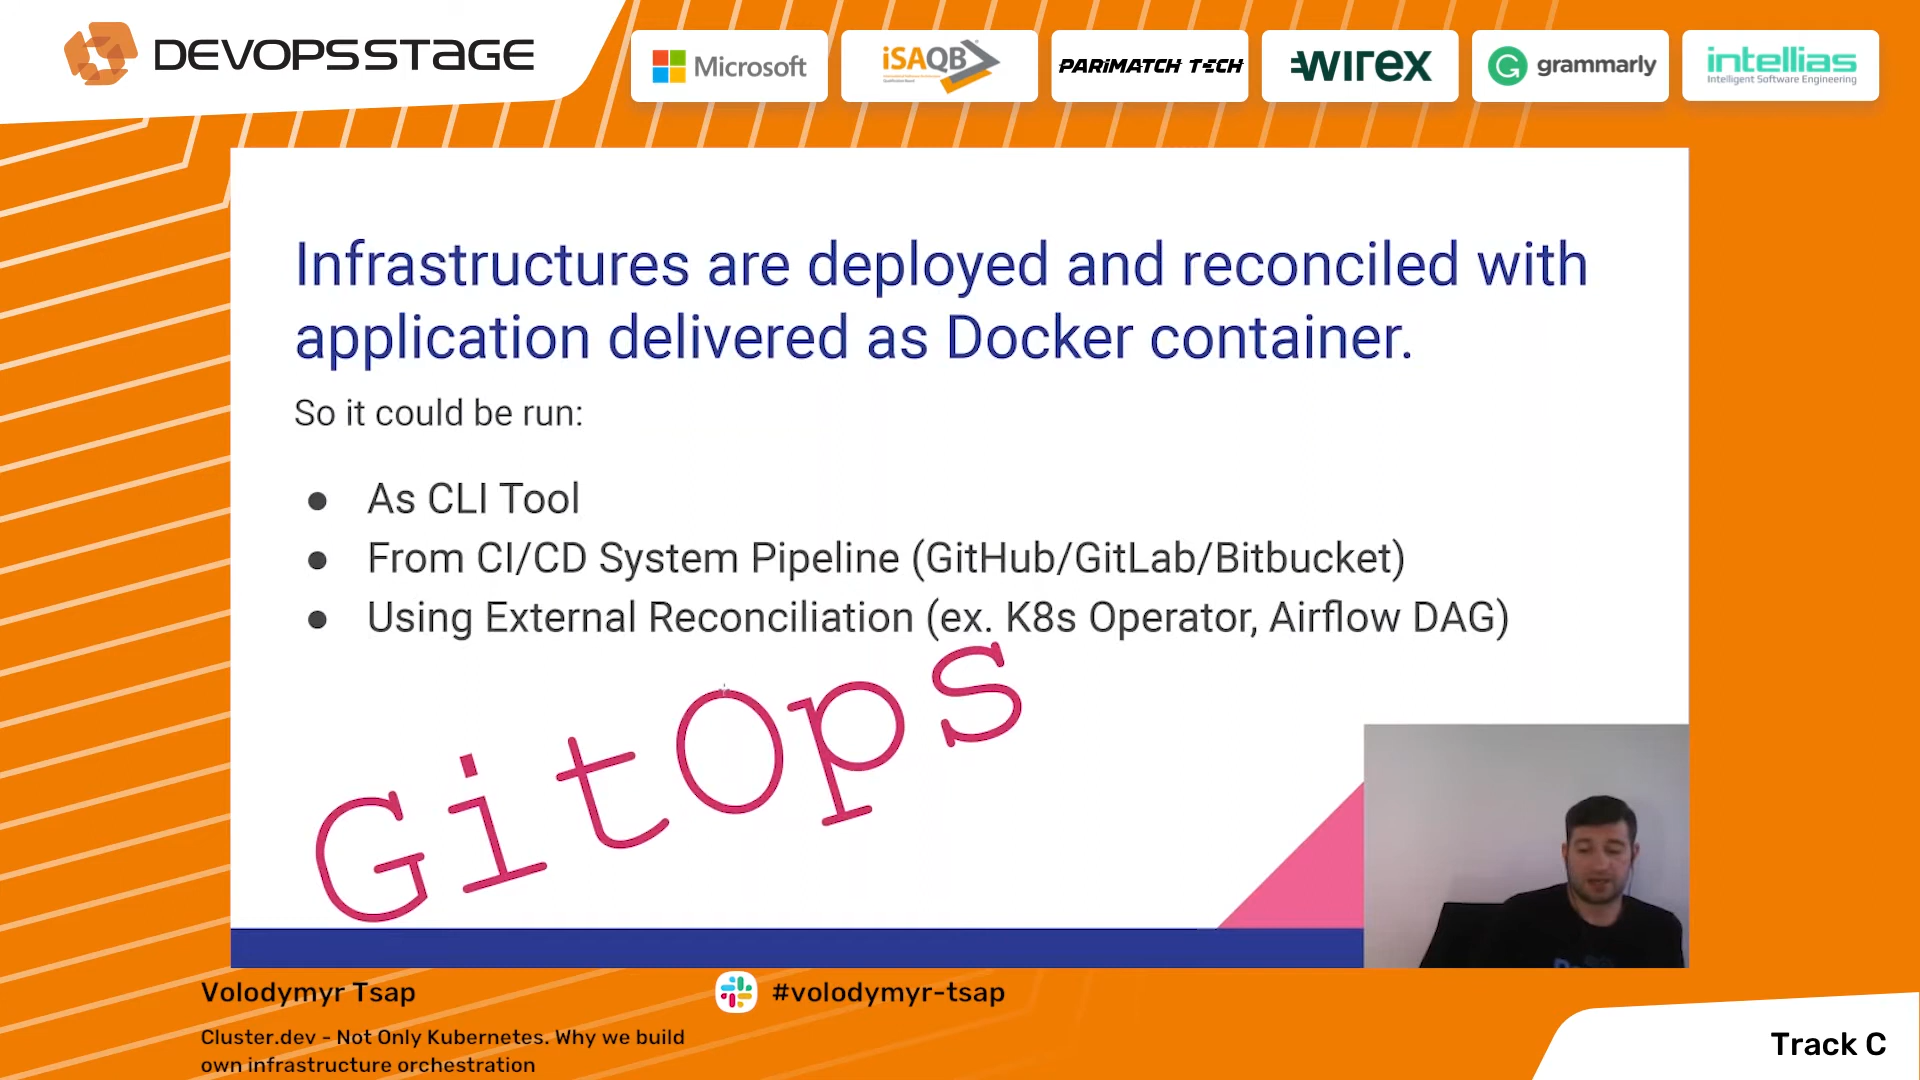 DEVOPSSTAGE
Microsoft
iSAQB
PARIMATCH TECH
WIREX
grammarly
intellias
Intelligent Software Engineering
Infrastructures are deployed and reconciled with
application delivered as Docker container.
So it could be run:
● As CLI Tool
● From CI/CD System Pipeline (GitHub/GitLab/Bitbucket)
● Using External Reconciliation (ex. K8s Operator, Airflow DAG)
GitOps
Volodymyr Tsap
#volodymyr-tsap
Cluster.dev - Not Only Kubernetes. Why we build
own infrastructure orchestration
Track C